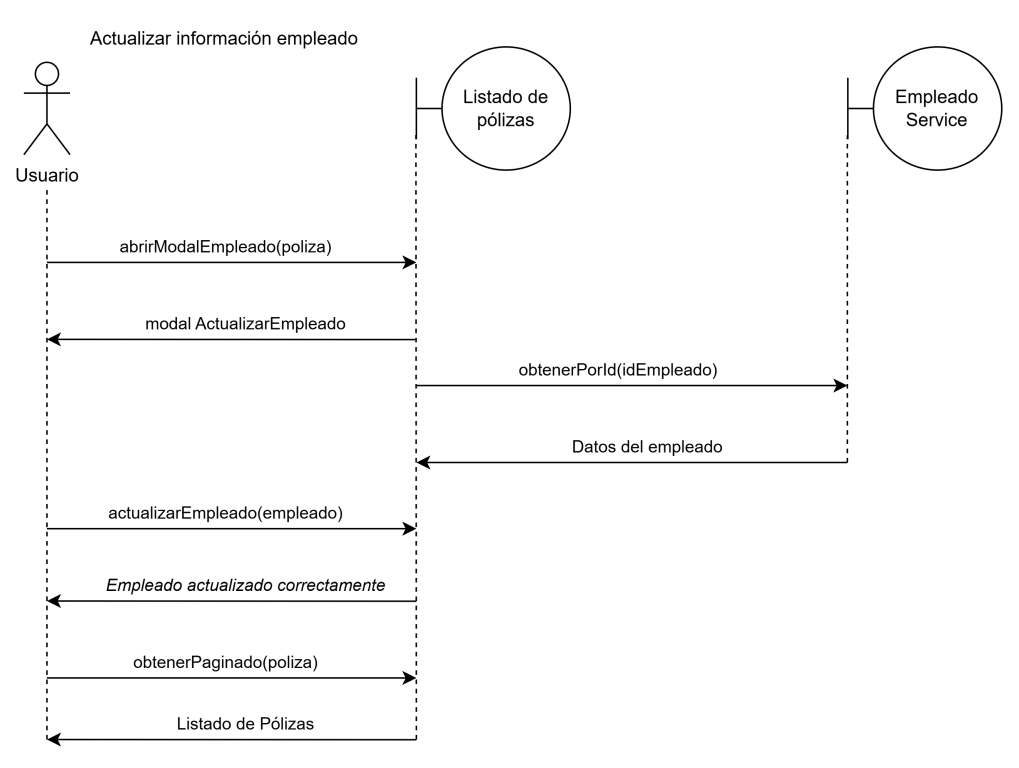 Actualizar información empleado
Listado de
pólizas
Empleado
Service
Usuario
abrirModalEmpleado(poliza)
modal ActualizarEmpleado
obtenerPorId(idEmpleado)
Datos del empleado
actualizarEmpleado(empleado)
Empleado actualizado correctamente
obtenerPaginado(poliza)
Listado de Pólizas